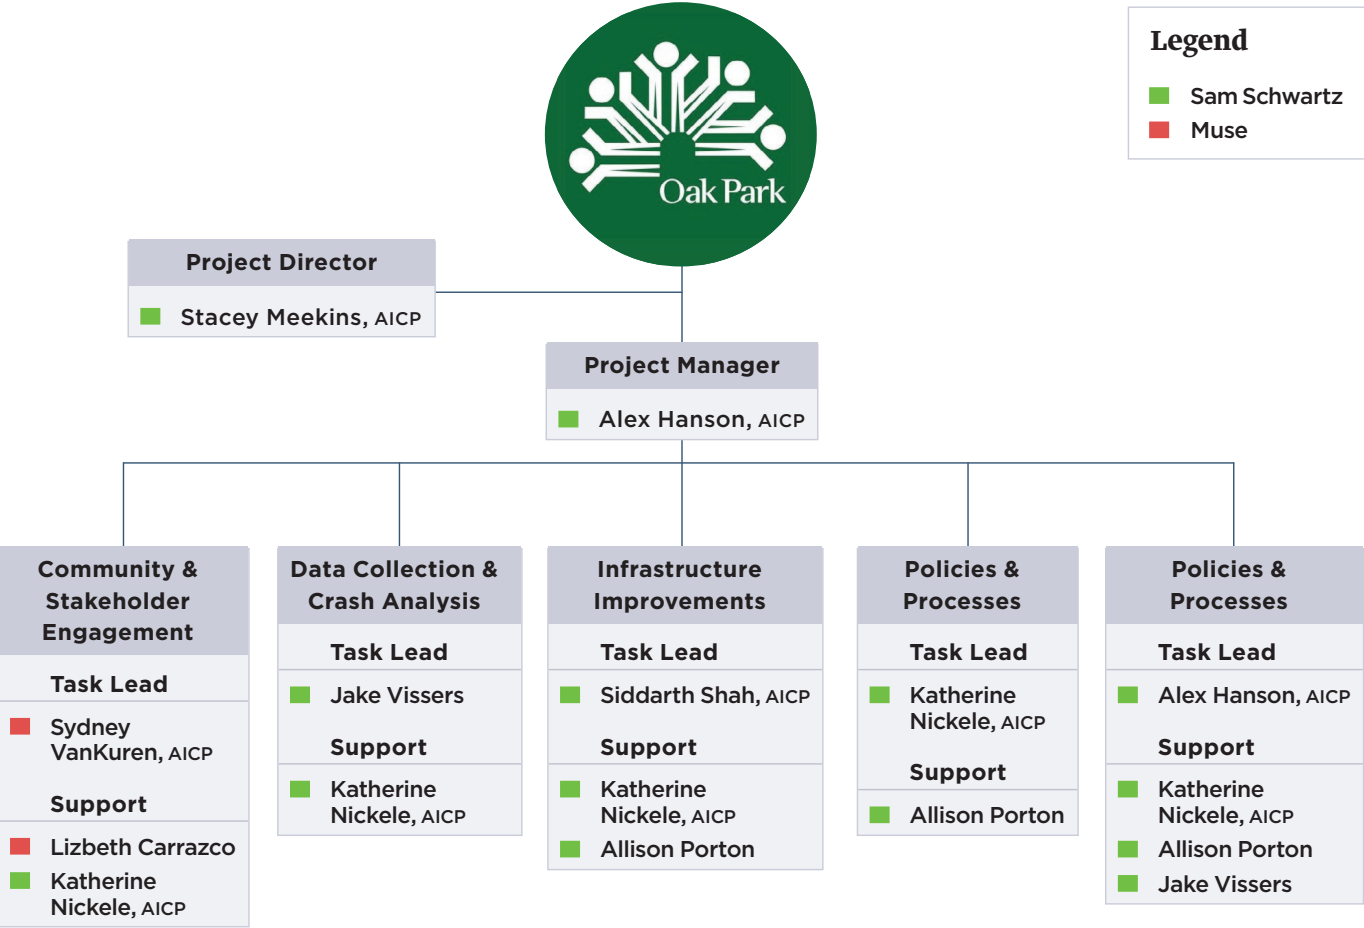 Oak Park
Legend
Sam Schwartz
Muse
Project Director
Stacey Meekins, AICP
Project Manager
Alex Hanson, AICP
Community &
Stakeholder
Engagement
Task Lead
Sydney
VanKuren, AICP
Support
Lizbeth Carrazco
Katherine
Nickele, AICP
Data Collection &
Crash Analysis
Task Lead
Jake Vissers
Support
Katherine
Nickele, AICP
Infrastructure
Improvements
Task Lead
Siddarth Shah, AICP
Support
Katherine
Nickele, AICP
Allison Porton
Policies &
Processes
Task Lead
Katherine
Nickele, AICP
Support
Allison Porton
Policies &
Processes
Task Lead
Alex Hanson, AICP
Support
Katherine
Nickele, AICP
Allison Porton
Jake Vissers